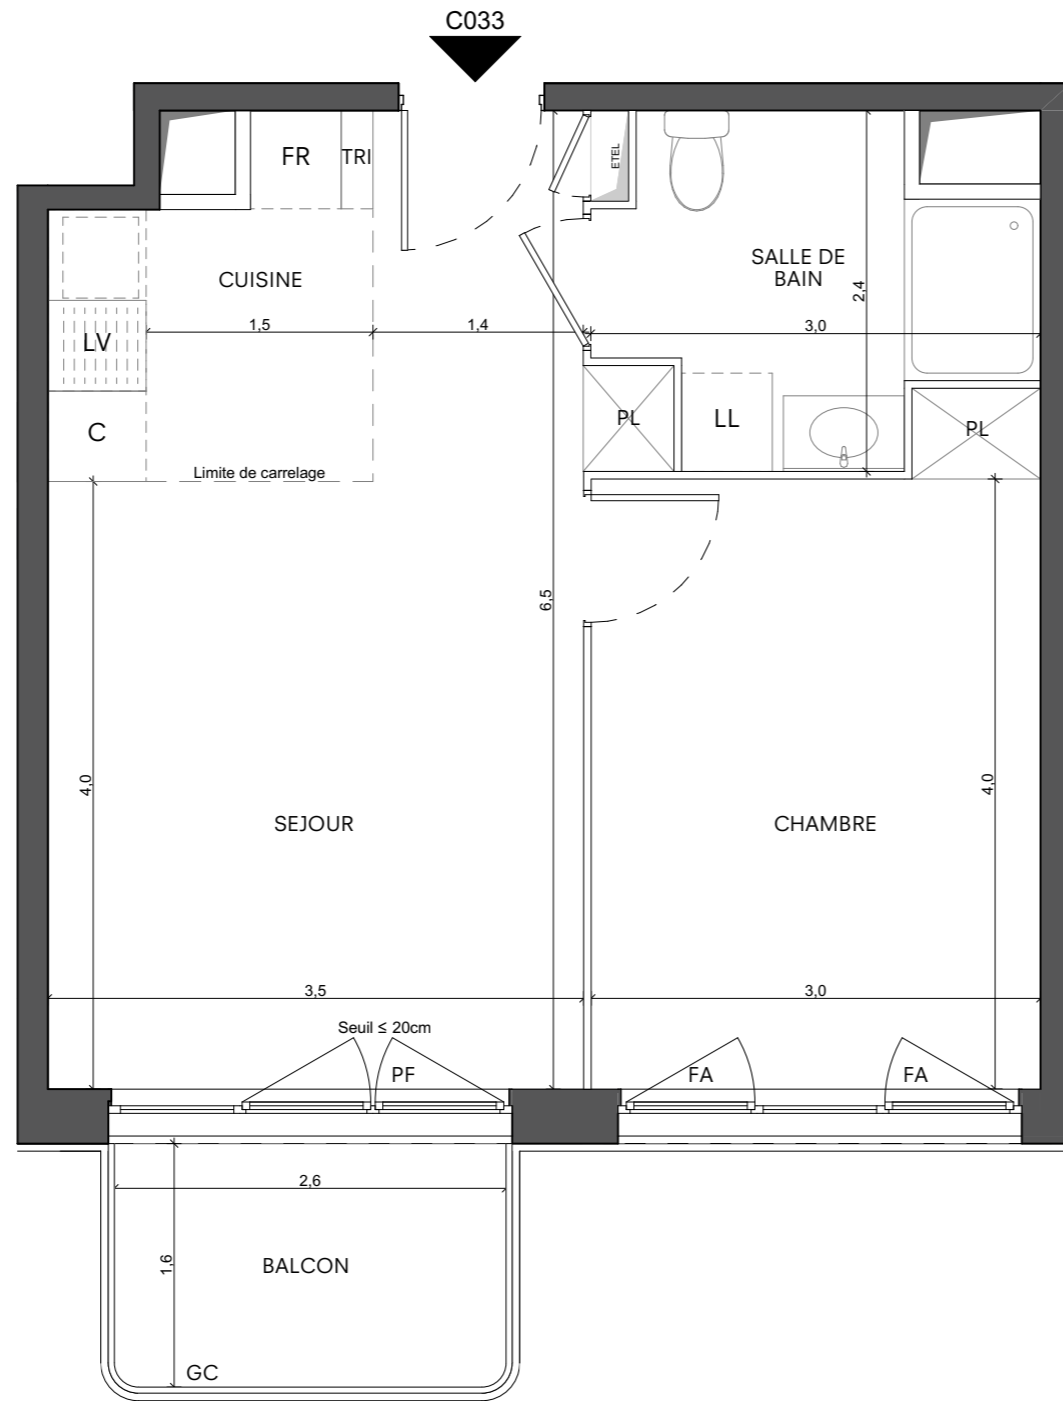 C033
FR
TRI
ETEL
CUISINE
SALLE DE
BAIN
2,4
1,5
1,4
3,0
LV
C
PL
LL
PL
Limite de carrelage
6,5
4,0
4,0
SEJOUR
CHAMBRE
3,5
3,0
Seuil ≤ 20cm
PF
FA
FA
2,6
1,6
BALCON
GC